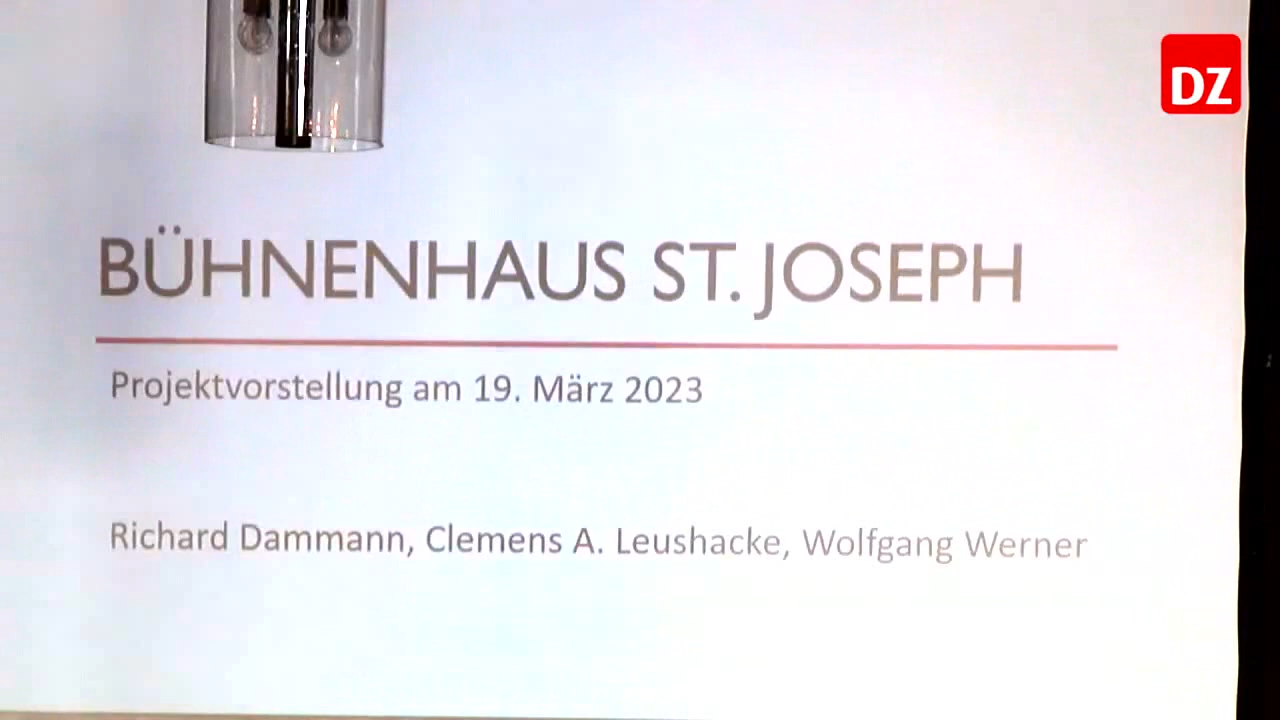 DZ
BÜHNENHAUS ST. JOSEPH
Projektvorstellung am 19. März 2023
Richard Dammann, Clemens A. Leushacke, Wolfgang Werner